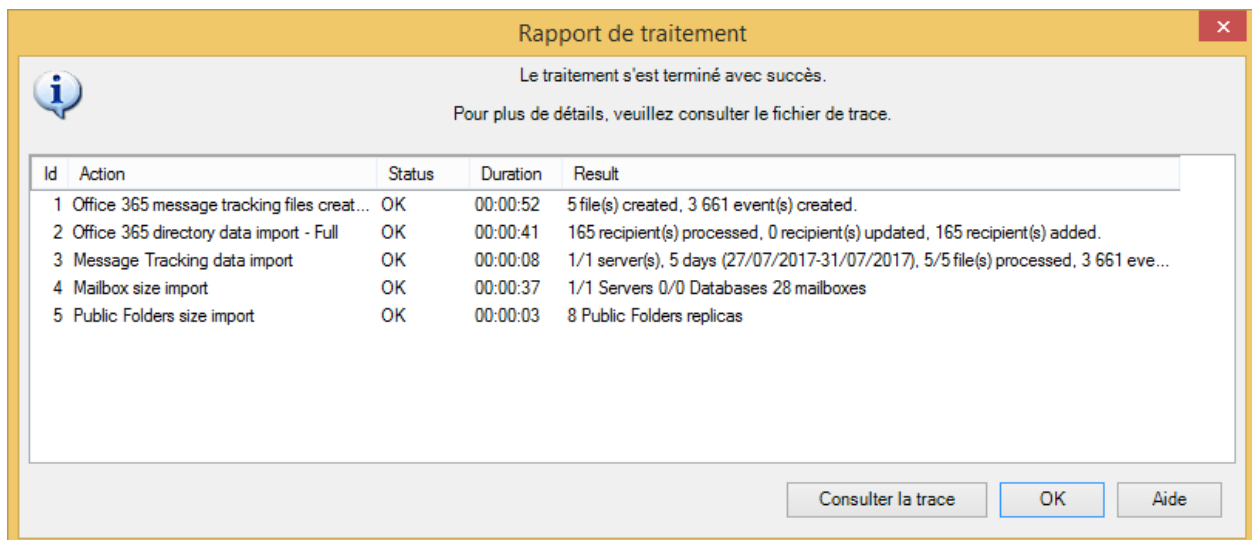 Rapport de traitement
Le traitement s'est terminé avec succès.
Pour plus de détails, veuillez consulter le fichier de trace.
Id Action Status Duration Result
1 Office 365 message tracking files creat... OK 00:00:52 5 file(s) created, 3 661 event(s) created.
2 Office 365 directory data import - Full OK 00:00:41 165 recipient(s) processed, 0 recipient(s) updated, 165 recipient(s) added.
3 Message Tracking data import OK 00:00:08 1/1 server(s), 5 days (27/07/2017-31/07/2017), 5/5 file(s) processed, 3 661 eve...
4 Mailbox size import OK 00:00:37 1/1 Servers 0/0 Databases 28 mailboxes
5 Public Folders size import OK 00:00:03 8 Public Folders replicas
Consulter la trace OK Aide